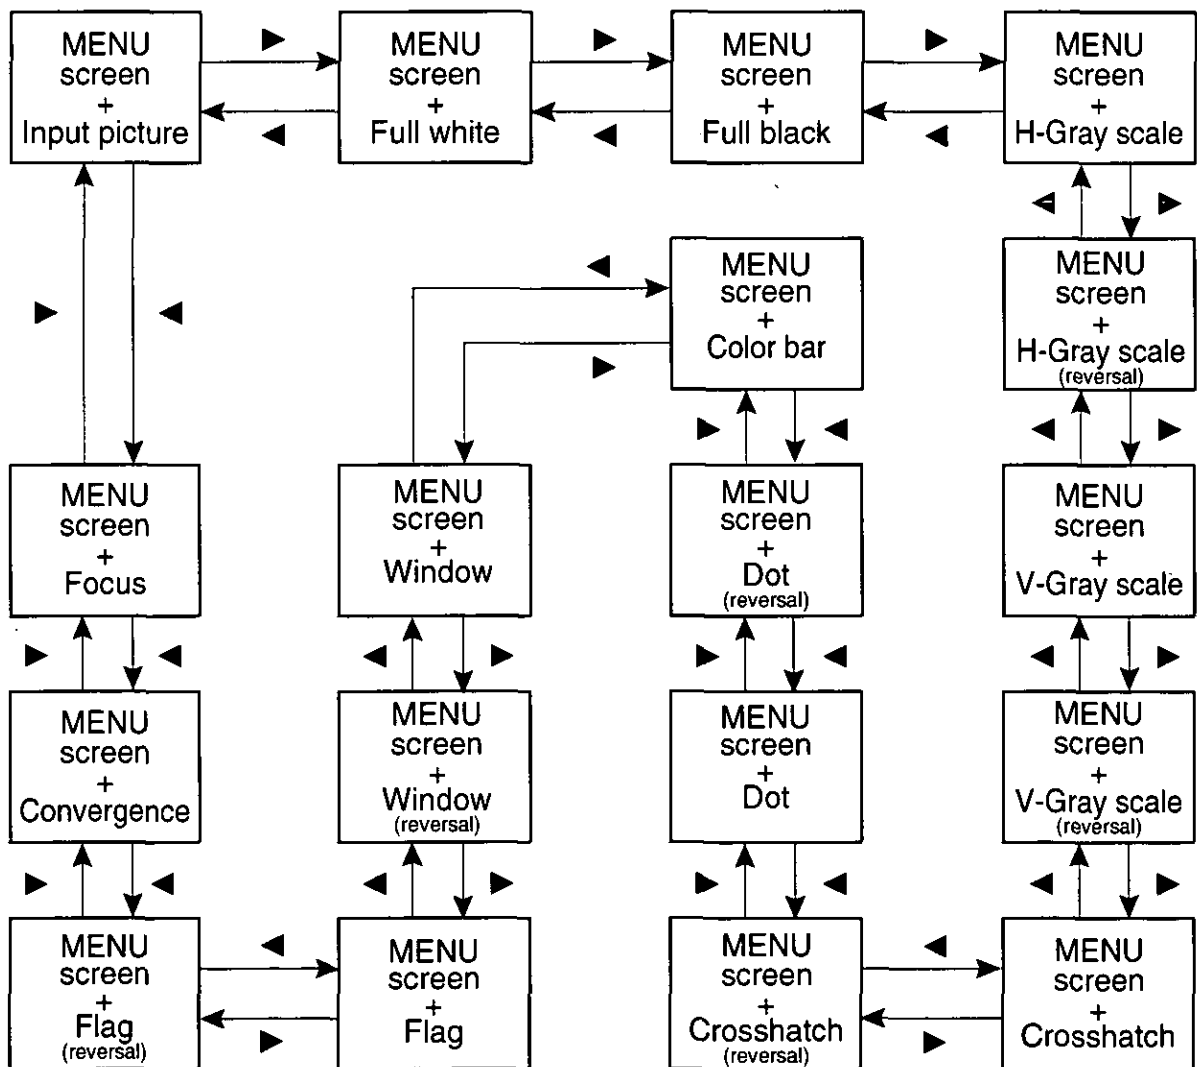 MENU
screen
+
Input picture
MENU
screen
+
Full white
MENU
screen
+
Full black
MENU
screen
+
H-Gray scale
MENU
screen
+
Color bar
MENU
screen
+
H-Gray scale
(reversal)
MENU
screen
+
Focus
MENU
screen
+
Window
MENU
screen
+
Dot
(reversal)
MENU
screen
+
V-Gray scale
MENU
screen
+
Convergence
MENU
screen
+
Window
(reversal)
MENU
screen
+
Dot
MENU
screen
+
V-Gray scale
(reversal)
MENU
screen
+
Flag
(reversal)
MENU
screen
+
Flag
MENU
screen
+
Crosshatch
(reversal)
MENU
screen
+
Crosshatch